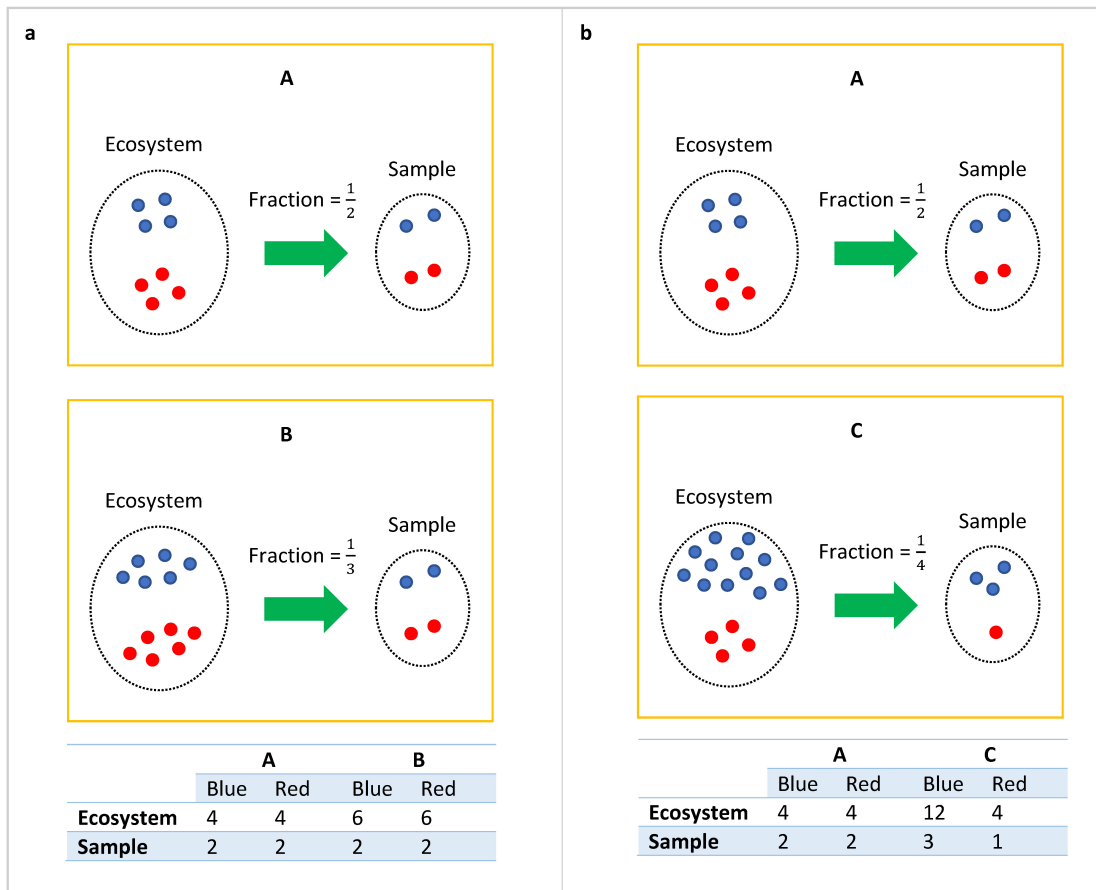 a
A
Ecosystem
Sample
Fraction = 1/2
B
Ecosystem
Sample
Fraction = 1/3
A B
Blue Red Blue Red
Ecosystem 4 4 6 6
Sample 2 2 2 2
b
A
Ecosystem
Sample
Fraction = 1/2
C
Ecosystem
Sample
Fraction = 1/4
A C
Blue Red Blue Red
Ecosystem 4 4 12 4
Sample 2 2 3 1